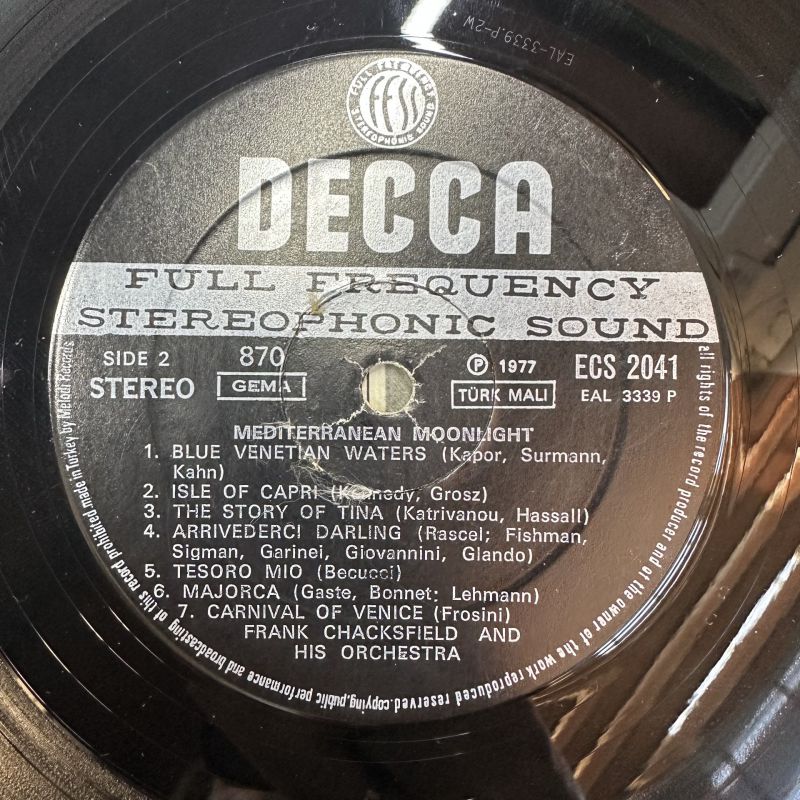 EAL-3339.P-2W
FULL FREQUENCY
ffss
STEREOPHONIC SOUND
DECCA
FULL FREQUENCY
STEREOPHONIC SOUND
SIDE 2 870 Ⓟ 1977 ECS 2041
STEREO GEMA TÜRK MALI EAL 3339 P
MEDITERRANEAN MOONLIGHT
1. BLUE VENETIAN WATERS (Kapor, Surmann,
Kahn)
2. ISLE OF CAPRI (Kennedy, Grosz)
3. THE STORY OF TINA (Katrivanou, Hassall)
4. ARRIVEDERCI DARLING (Rascel; Fishman,
Sigman, Garinei, Giovannini, Glando)
5. TESORO MIO (Becucci)
6. MAJORCA (Gaste, Bonnet; Lehmann)
7. CARNIVAL OF VENICE (Frosini)
FRANK CHACKSFIELD AND
HIS ORCHESTRA
all rights of the record producer and of the owner of the work reproduced reserved.copying,public performance and broadcasting of this record prohibited.made in Turkey by Melodi Records